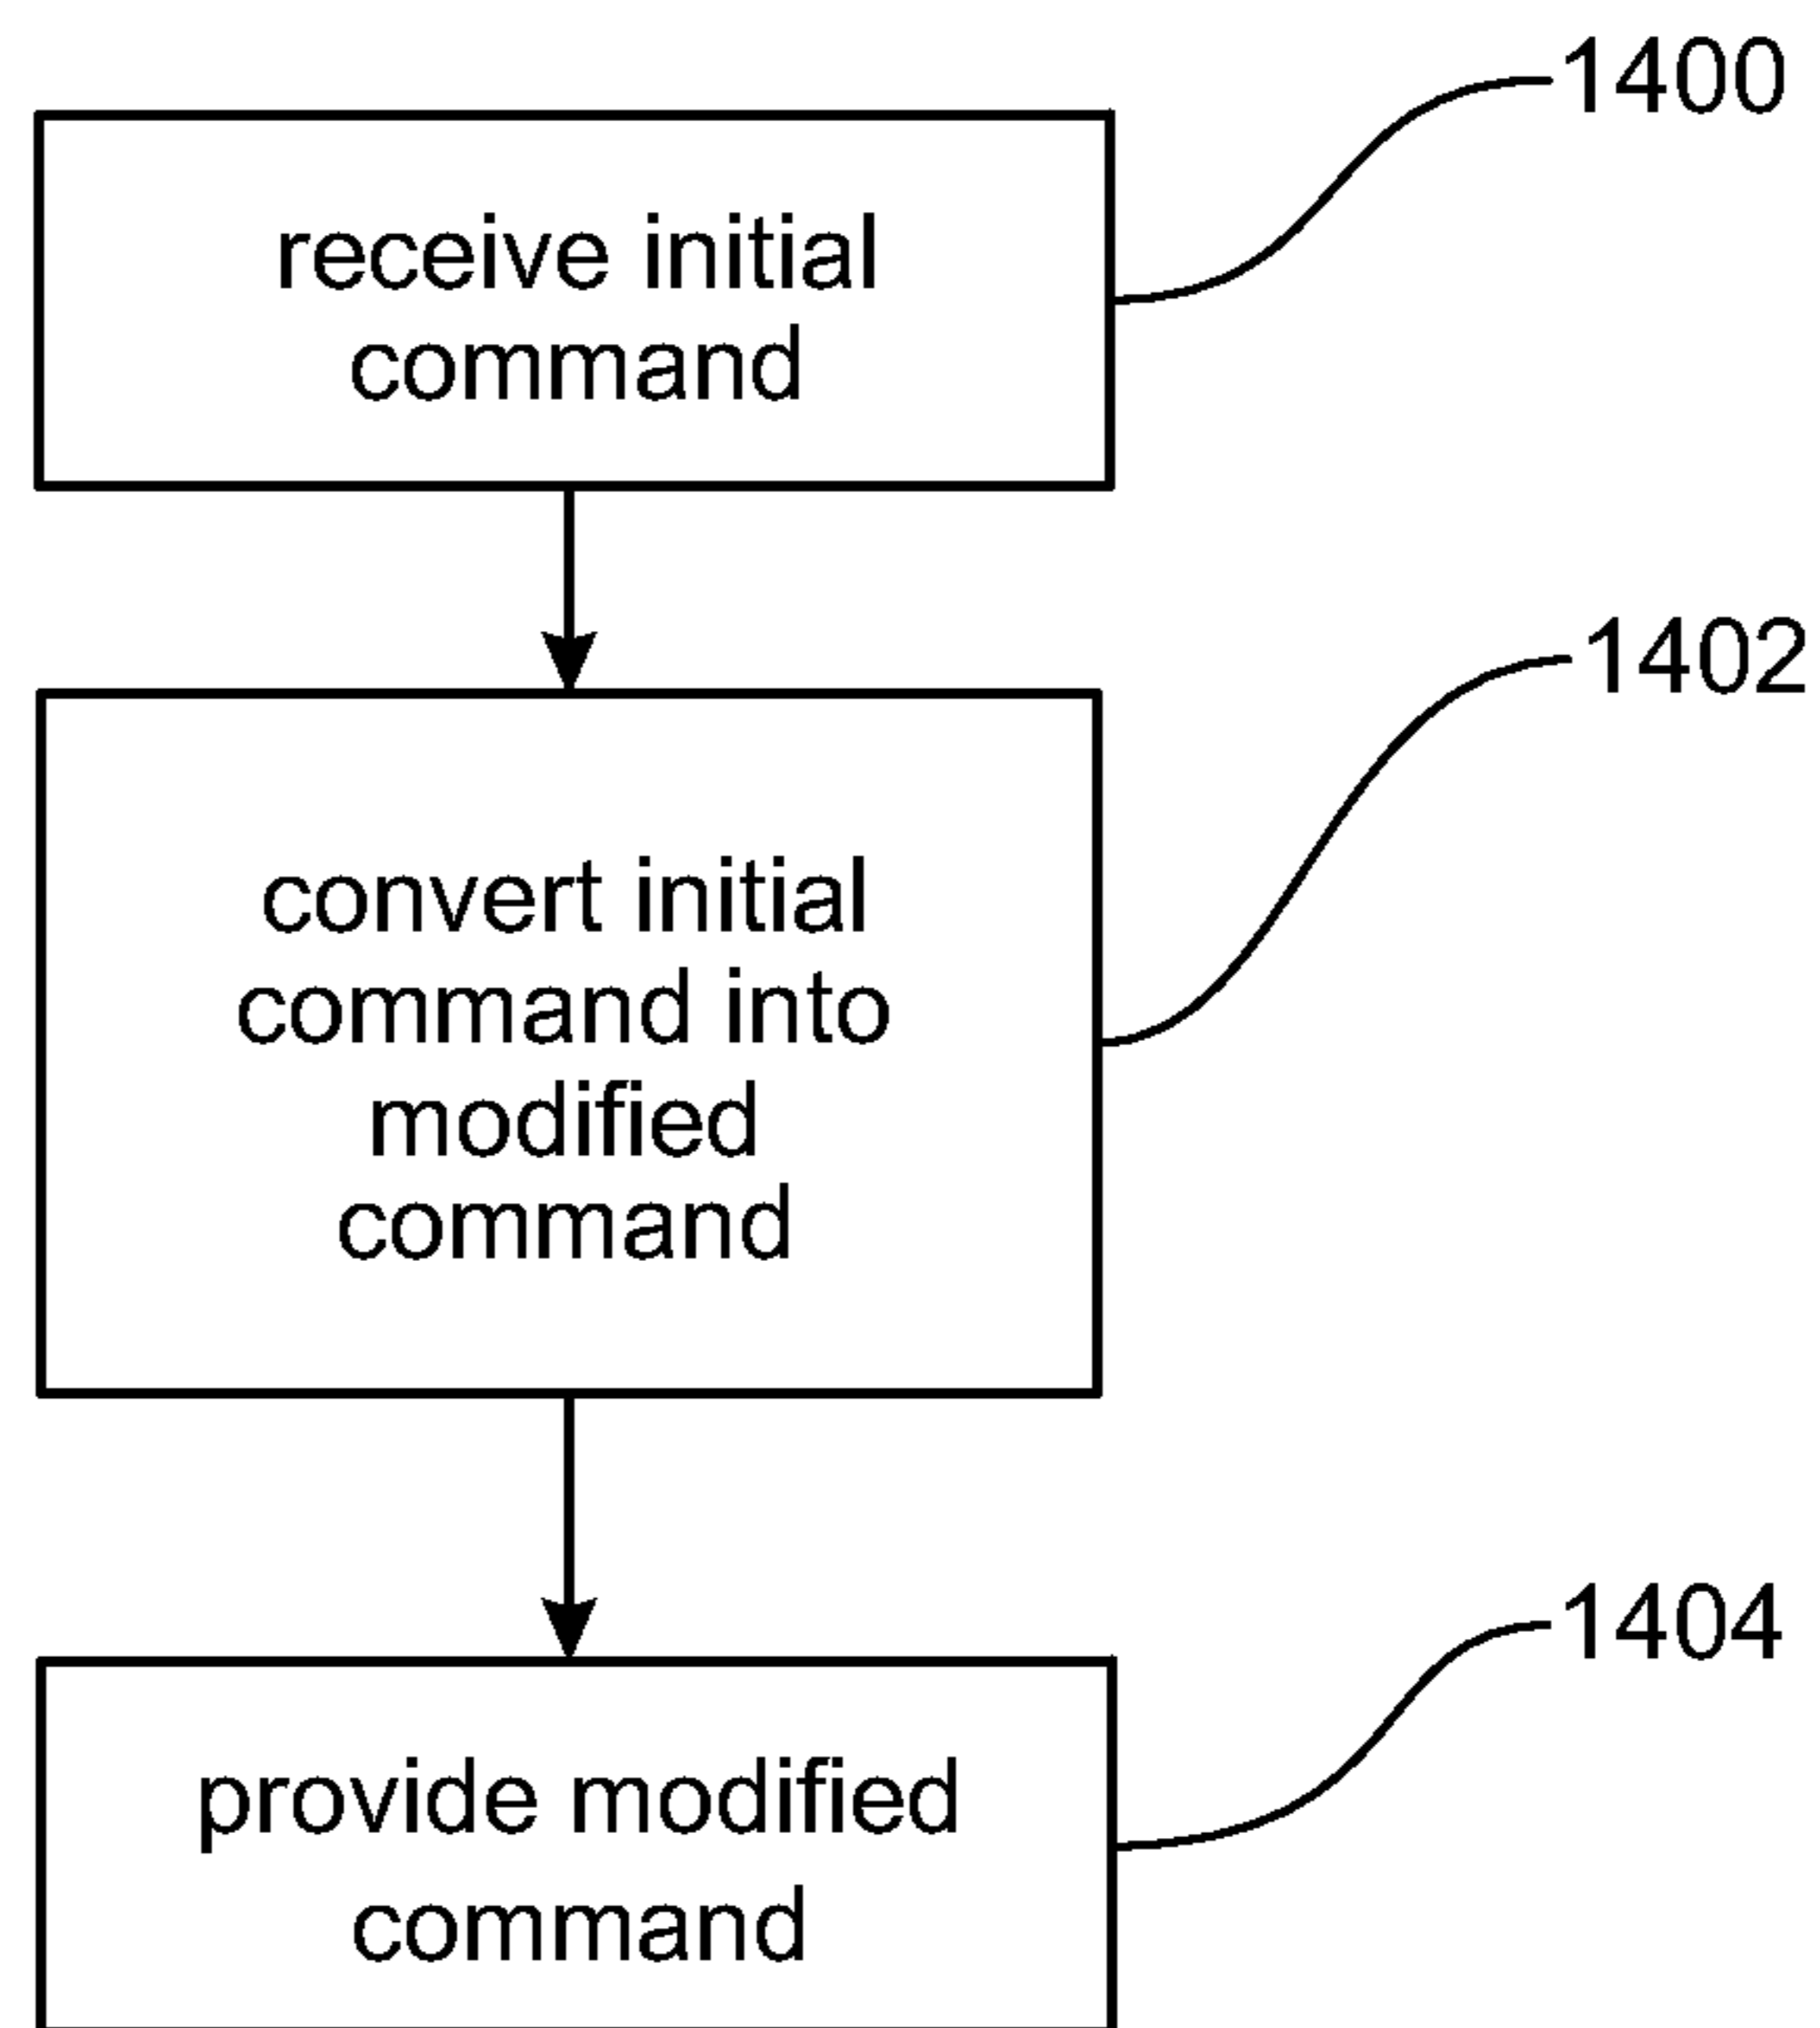 1400
receive initial
command
1402
convert initial
command into
modified
command
1404
provide modified
command